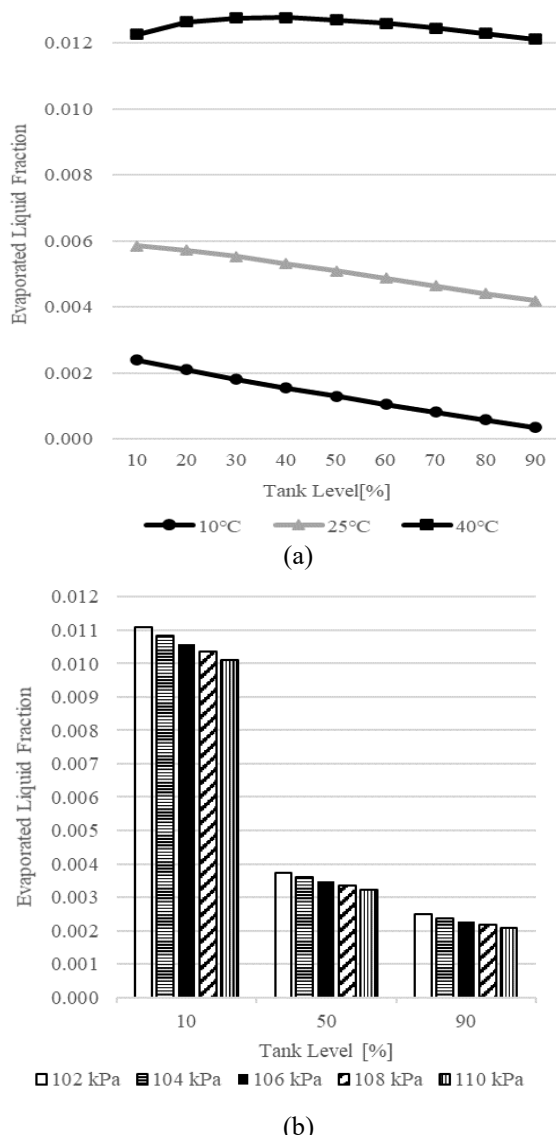 0.012
0.010
0.008
0.006
0.004
0.002
0.000
Evaporated Liquid Fraction
10 20 30 40 50 60 70 80 90
Tank Level[%]
10°C 25°C 40°C
(a)
0.012
0.011
0.010
0.009
0.008
0.007
0.006
0.005
0.004
0.003
0.002
0.001
0.000
Evaporated Liquid Fraction
10 50 90
Tank Level [%]
102 kPa 104 kPa 106 kPa 108 kPa 110 kPa
(b)